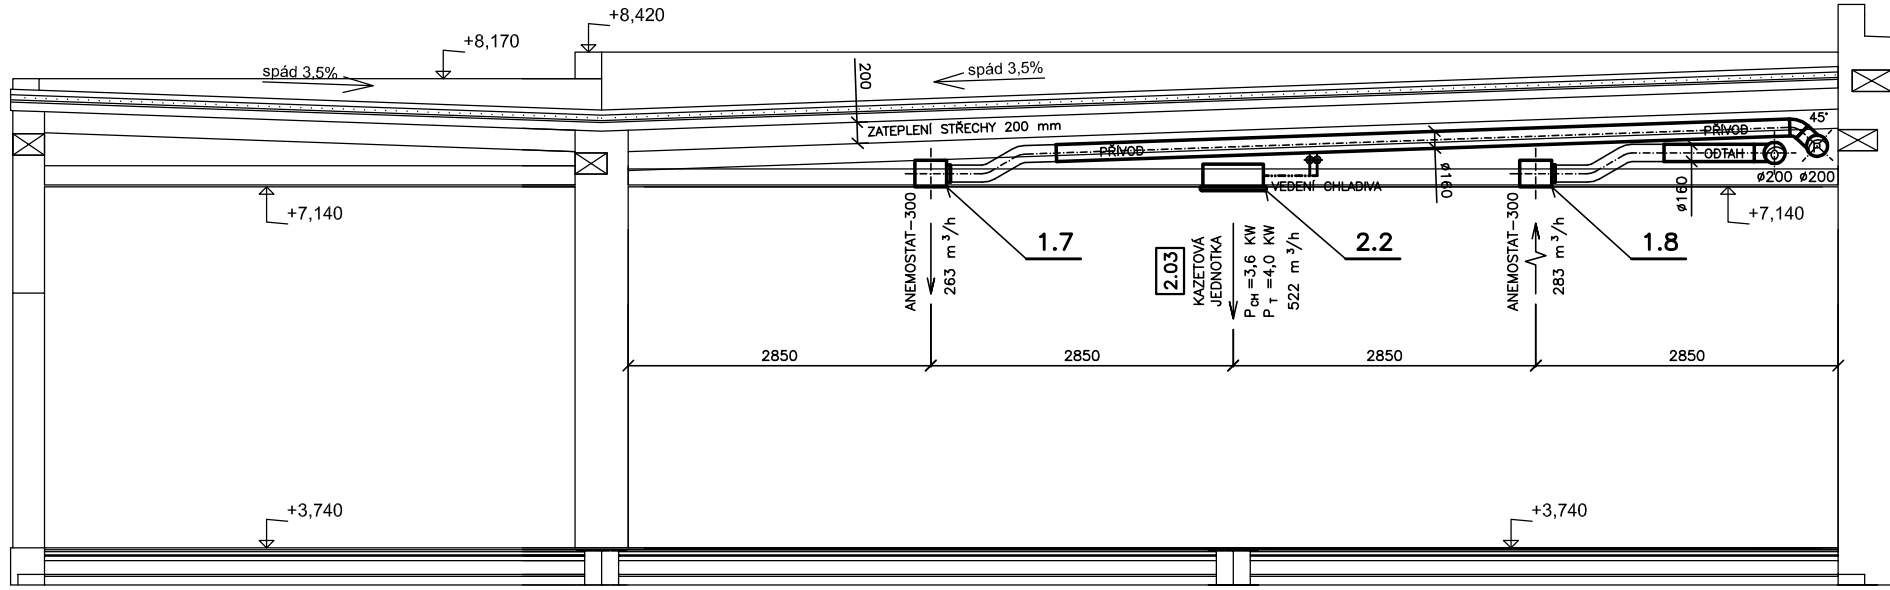 +8,420
+8,170
spád 3,5%
200
spád 3,5%
ZATEPLENÍ STŘECHY 200 mm
45°
PŘÍVOD
PŘÍVOD
ODTAH
VEDENÍ CHLADIVA
ø160
ø160
ø200 ø200
+7,140
+7,140
ANEMOSTAT-300
263 m³/h
1.7
2.03
KAZETOVÁ
JEDNOTKA
P CH =3,6 KW
P T =4,0 KW
522 m³/h
2.2
ANEMOSTAT-300
283 m³/h
1.8
2850
2850
2850
2850
+3,740
+3,740